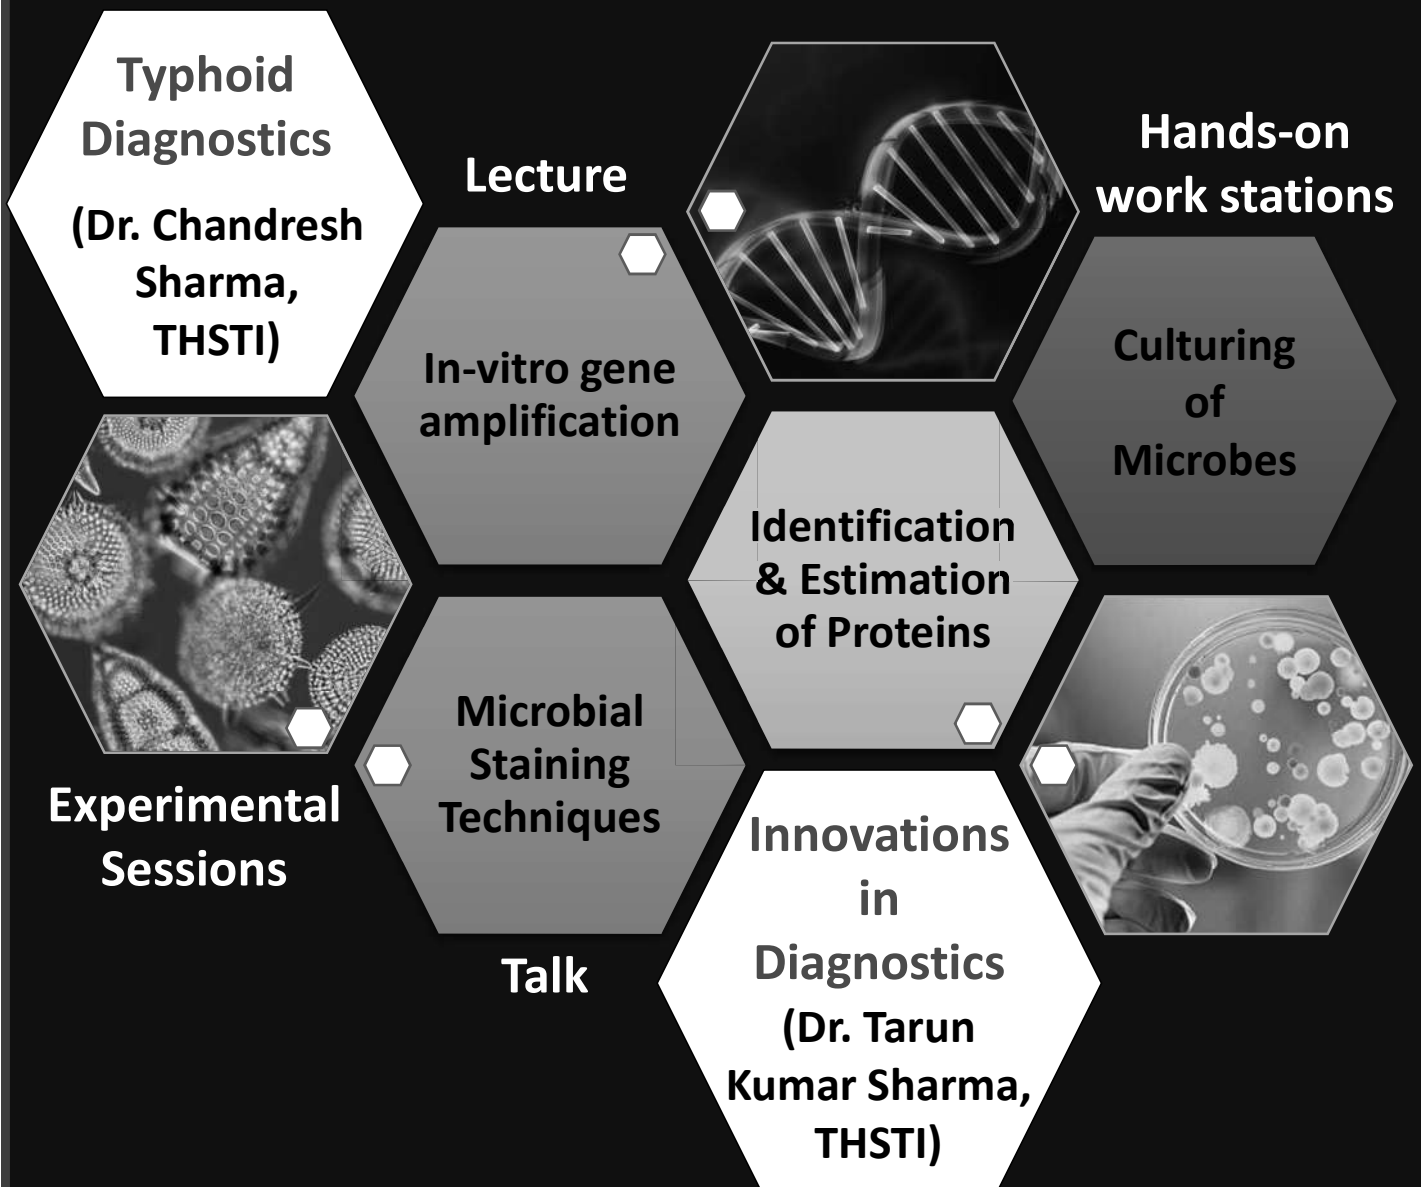 Typhoid
Diagnostics
(Dr. Chandresh
Sharma,
THSTI)
Lecture
In-vitro gene
amplification
Hands-on
work stations
Culturing
of
Microbes
Identification
& Estimation
of Proteins
Experimental
Sessions
Microbial
Staining
Techniques
Talk
Innovations
in
Diagnostics
(Dr. Tarun
Kumar Sharma,
THSTI)